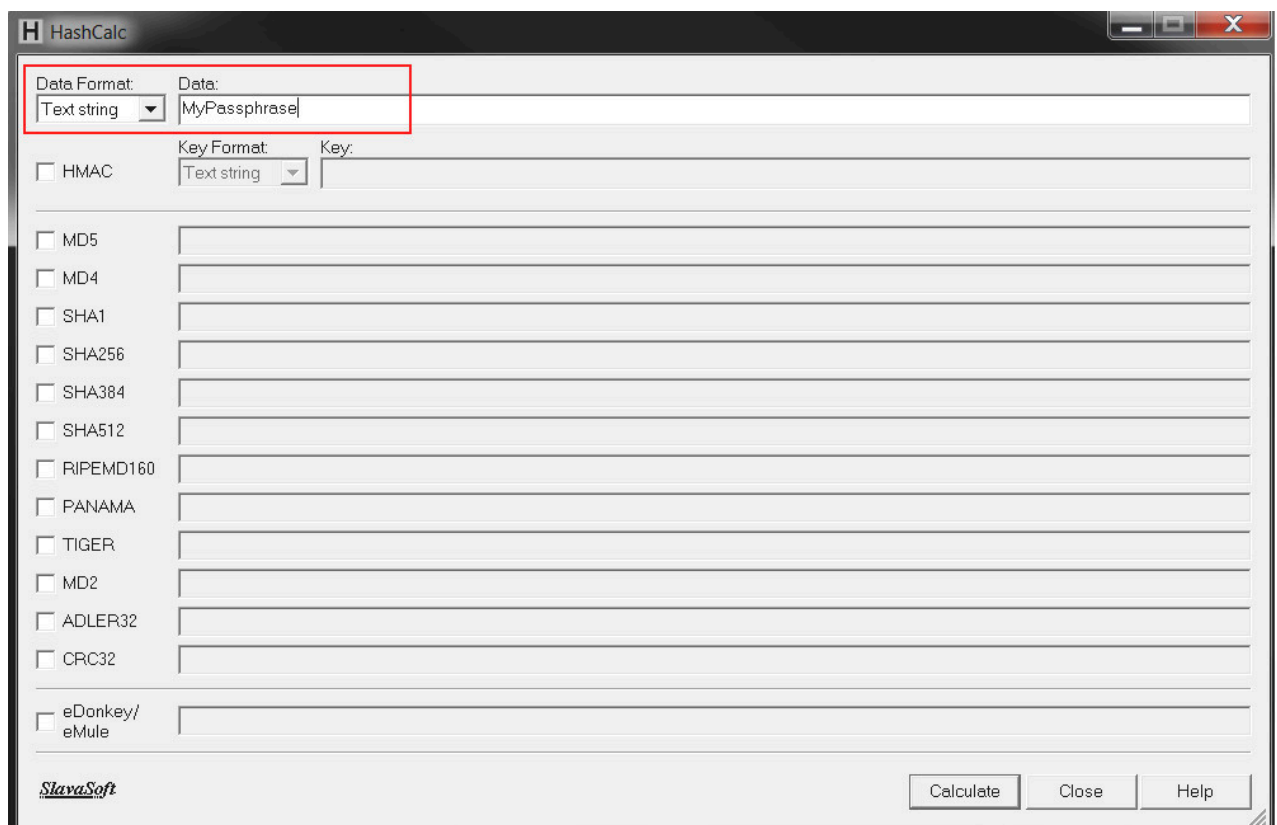 H HashCalc
X
Data Format: Data:
Text string MyPassphrase
Key Format: Key:
HMAC Text string
MD5
MD4
SHA1
SHA256
SHA384
SHA512
RIPEMD160
PANAMA
TIGER
MD2
ADLER32
CRC32
eDonkey/
eMule
SlavaSoft Calculate Close Help